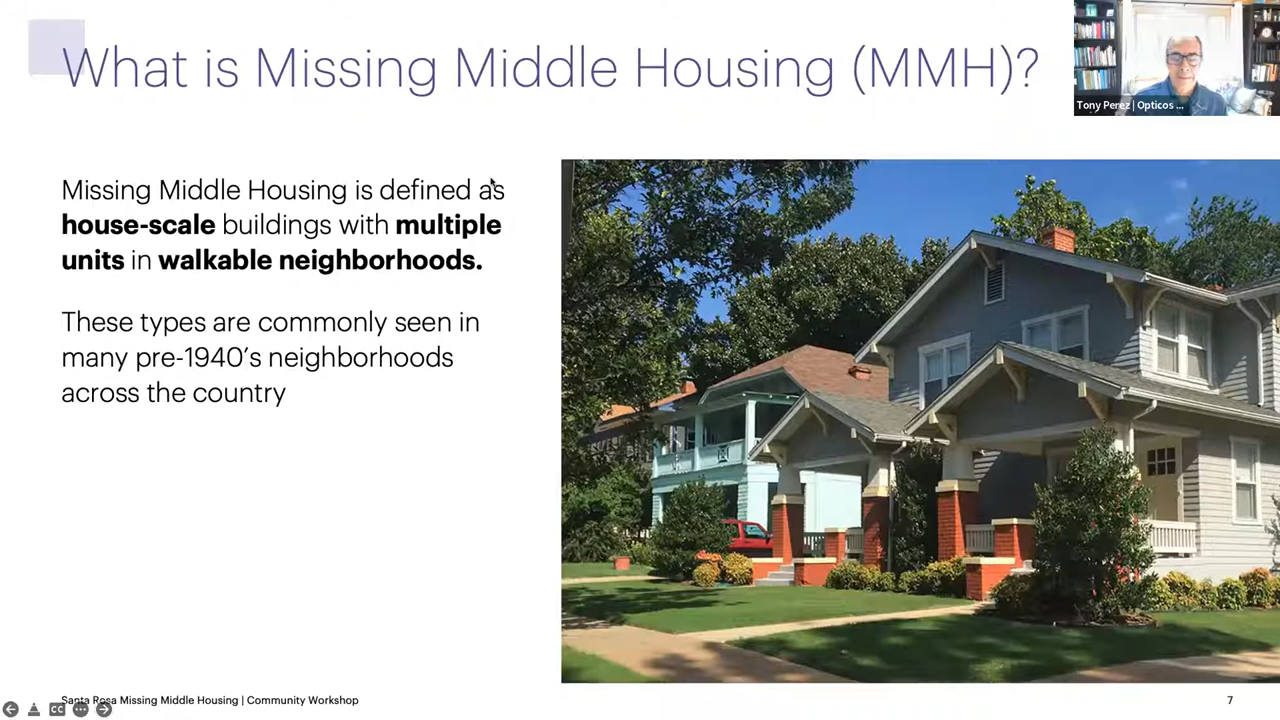 What is Missing Middle Housing (MMH)?
Tony Perez | Opticos ...
Missing Middle Housing is defined as
house-scale buildings with multiple
units in walkable neighborhoods.
These types are commonly seen in
many pre-1940's neighborhoods
across the country
Santa Rosa Missing Middle Housing | Community Workshop
7
CC